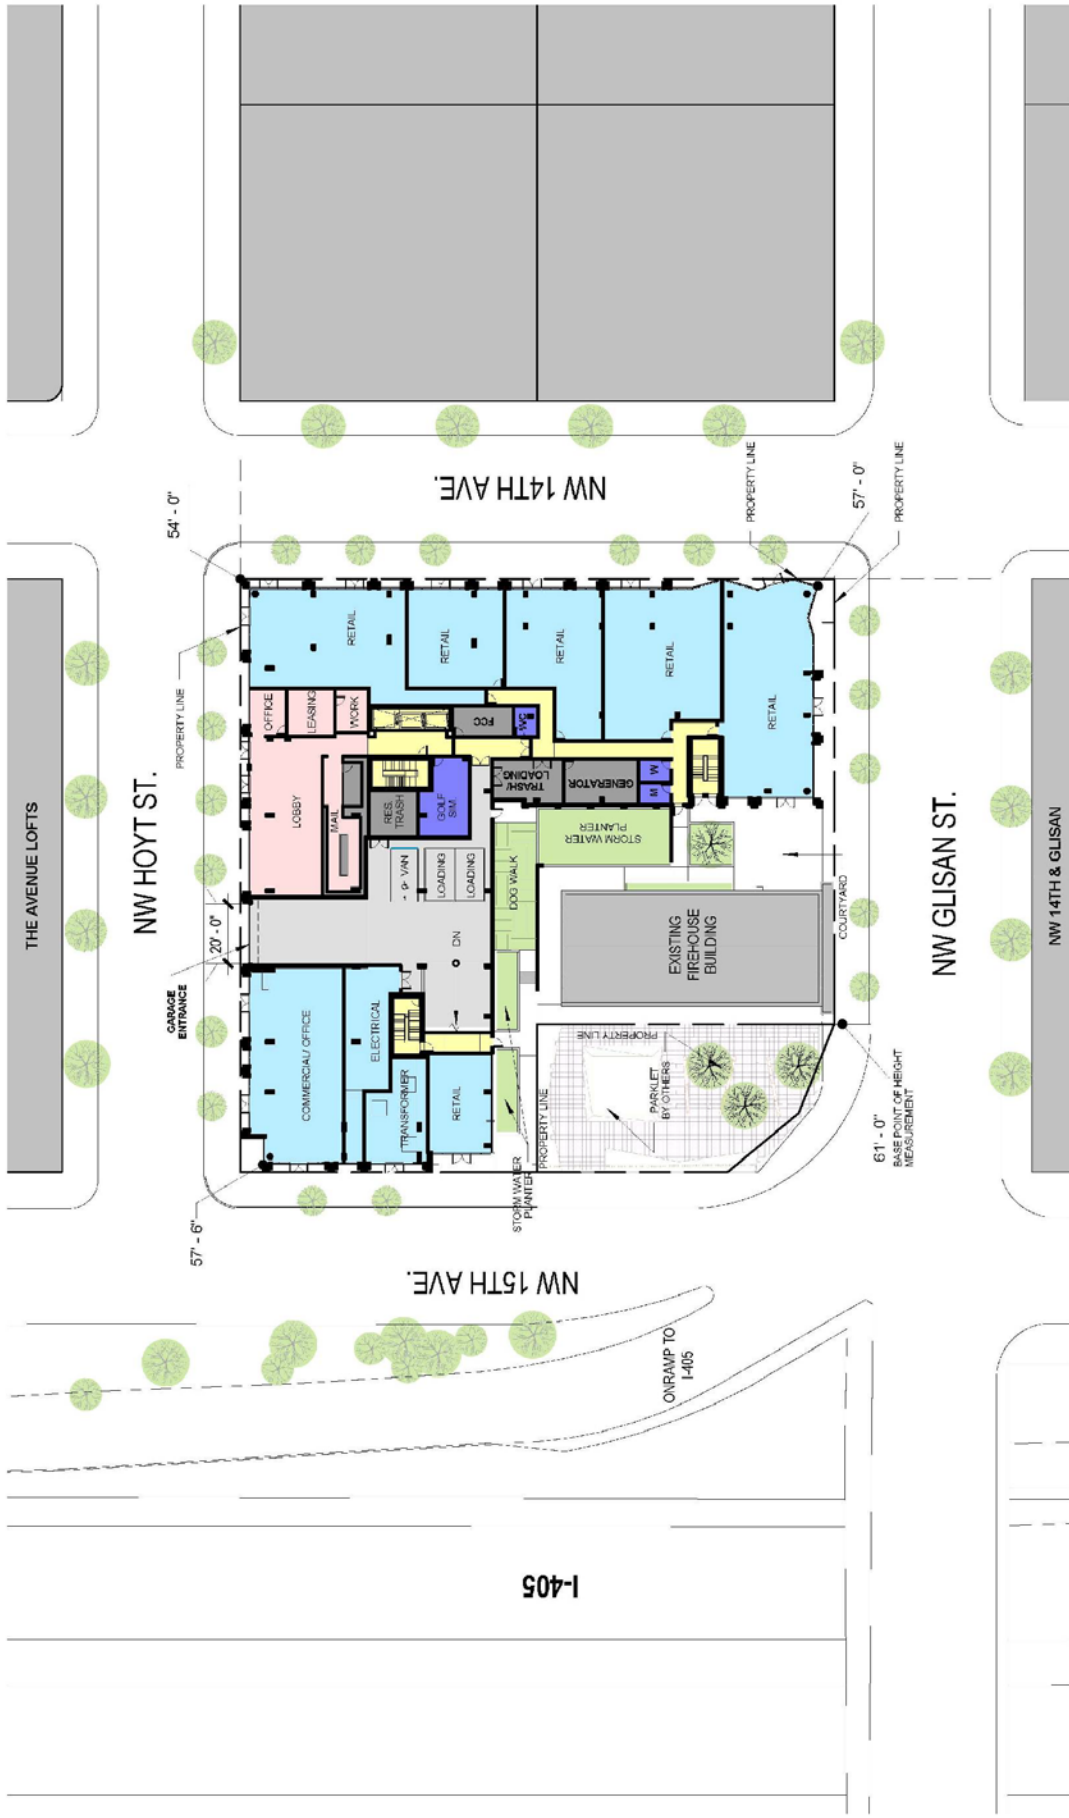 NW 14TH AVE.
PROPERTY LINE
57' - 0"
PROPERTY LINE
54' - 0"
PROPERTY LINE
THE AVENUE LOFTS
NW HOYT ST.
OFFICE
LEASING
WORK
LOBBY
MAIL
RETAIL
RETAIL
RETAIL
RETAIL
RETAIL
FCC
WC
RES.
TRASH
GOLF
SIM.
TRASH/
LOADING
GENERATOR
M
W
VAN
LOADING
LOADING
DOG WALK
STORM WATER
PLANTER
DN
20' - 0"
GARAGE
ENTRANCE
EXISTING
FIREHOUSE
BUILDING
COURTYARD
NW GLISAN ST.
NW 14TH & GLISAN
COMMERCIAL/ OFFICE
ELECTRICAL
TRANSFORMER
RETAIL
PROPERTY LINE
PARKLET
BY OTHERS
PROPERTY LINE
STORM WATER
PLANTER
61' - 0"
BASE POINT OF HEIGHT
MEASUREMENT
57' - 6"
NW 15TH AVE.
ONRAMP TO
I-405
I-405